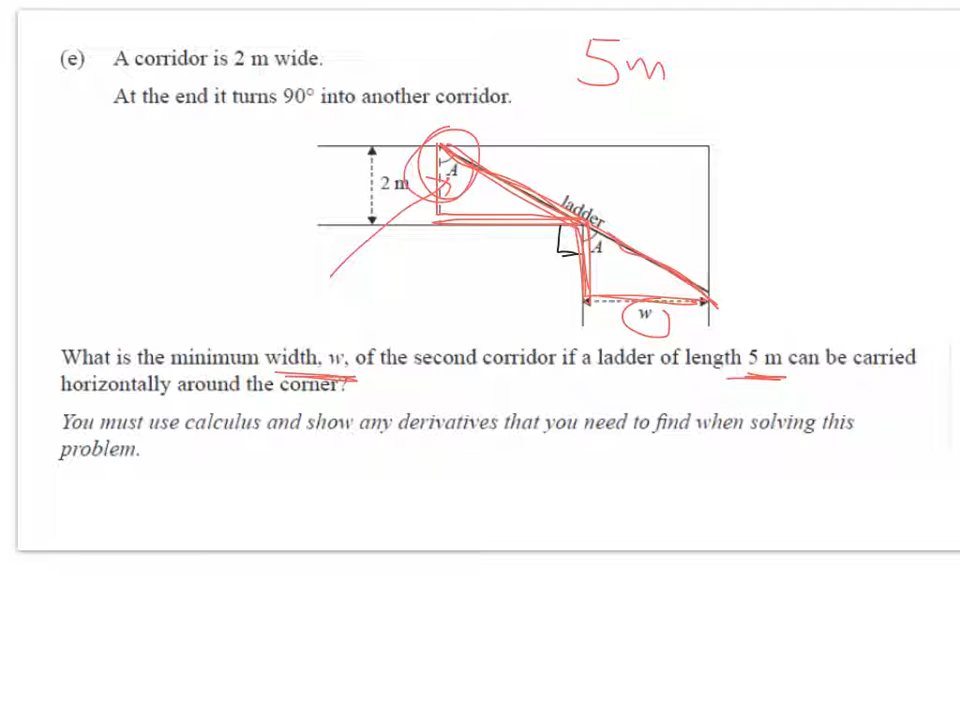 (e) A corridor is 2 m wide.
5m
At the end it turns 90° into another corridor.
2 m
A
ladder
A
w
What is the minimum width, w, of the second corridor if a ladder of length 5 m can be carried
horizontally around the corner?
You must use calculus and show any derivatives that you need to find when solving this
problem.